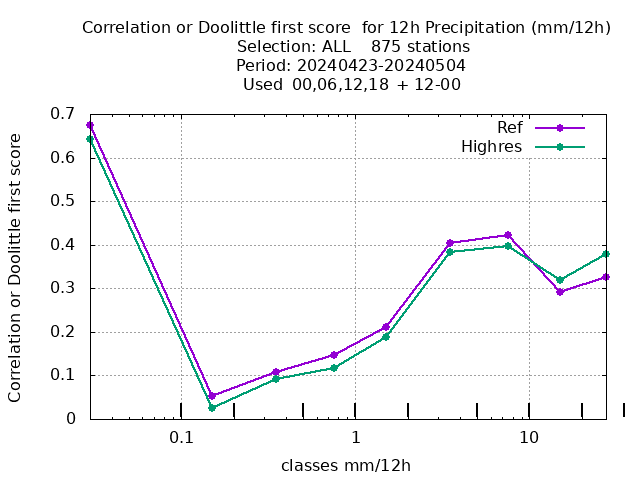 Correlation or Doolittle first score  for 12h Precipitation (mm/12h)
Selection: ALL    875 stations
Period: 20240423-20240504
Used  00,06,12,18  + 12-00
Correlation or Doolittle first score
0.7
0.6
0.5
0.4
0.3
0.2
0.1
0
Ref
Highres
0.1
1
10
classes mm/12h